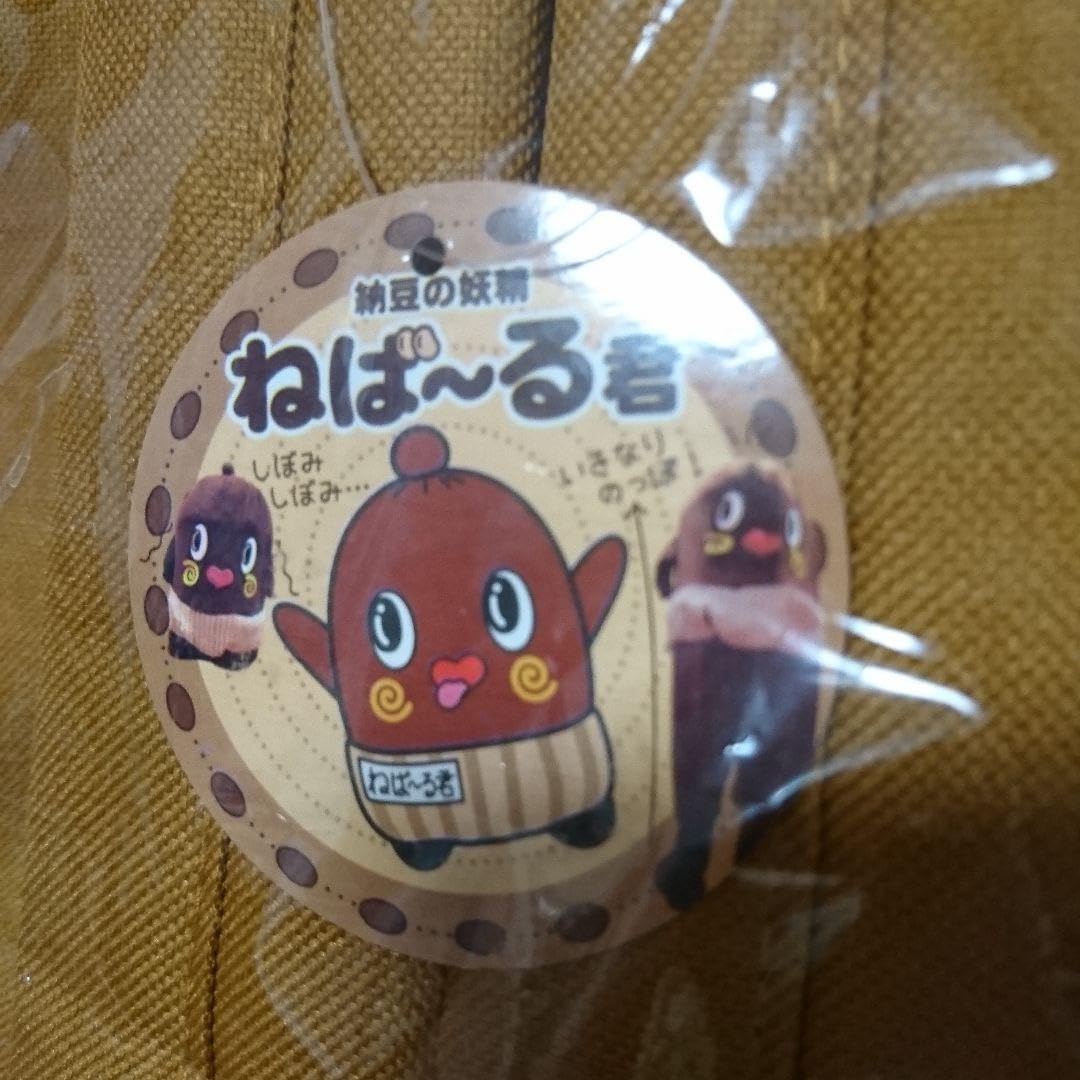 納豆の妖精
ねば〜る君
しぼみ
しぼみ…
いきなり
のっぽ!
ねば〜る君